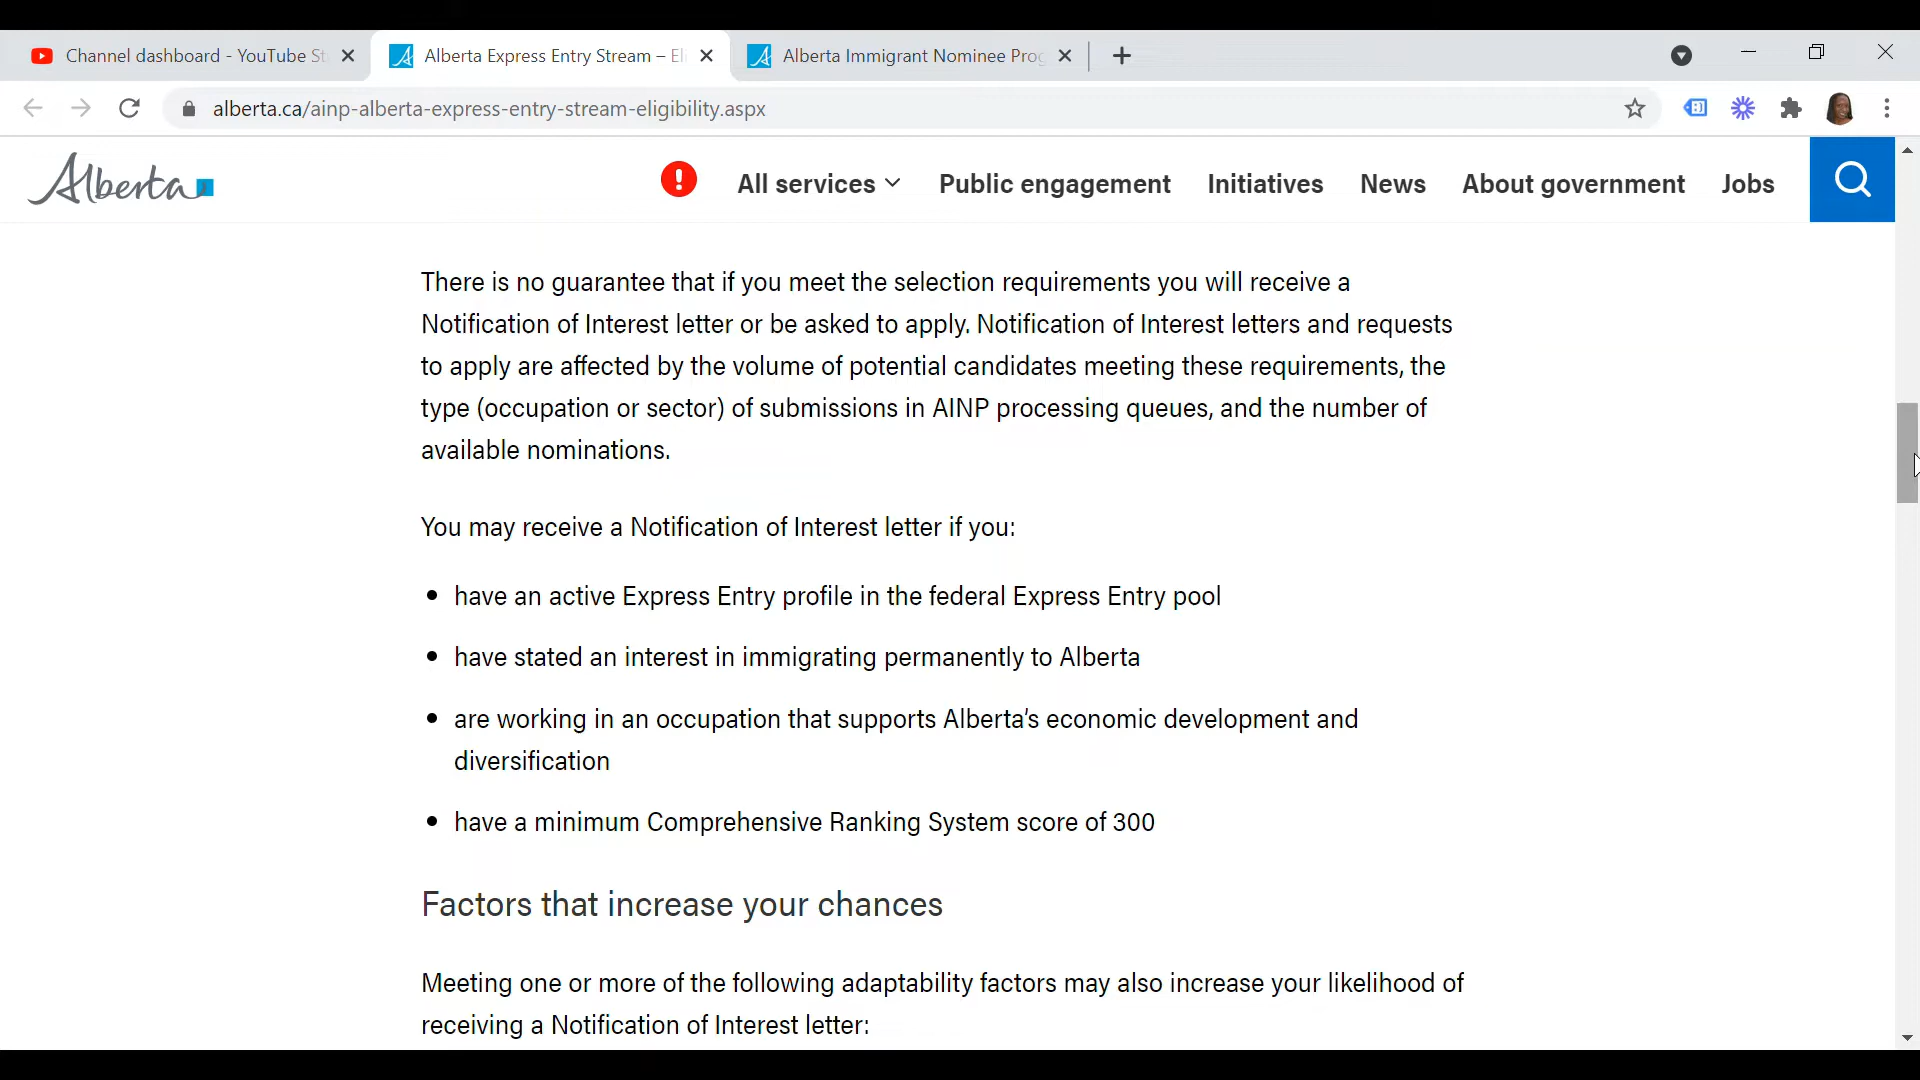 Channel dashboard - YouTube St
Alberta Express Entry Stream – El
Alberta Immigrant Nominee Prog
alberta.ca/ainp-alberta-express-entry-stream-eligibility.aspx
Alberta
All services
Public engagement
Initiatives
News
About government
Jobs
There is no guarantee that if you meet the selection requirements you will receive a
Notification of Interest letter or be asked to apply. Notification of Interest letters and requests
to apply are affected by the volume of potential candidates meeting these requirements, the
type (occupation or sector) of submissions in AINP processing queues, and the number of
available nominations.
You may receive a Notification of Interest letter if you:
• have an active Express Entry profile in the federal Express Entry pool
• have stated an interest in immigrating permanently to Alberta
• are working in an occupation that supports Alberta's economic development and
diversification
• have a minimum Comprehensive Ranking System score of 300
Factors that increase your chances
Meeting one or more of the following adaptability factors may also increase your likelihood of
receiving a Notification of Interest letter: